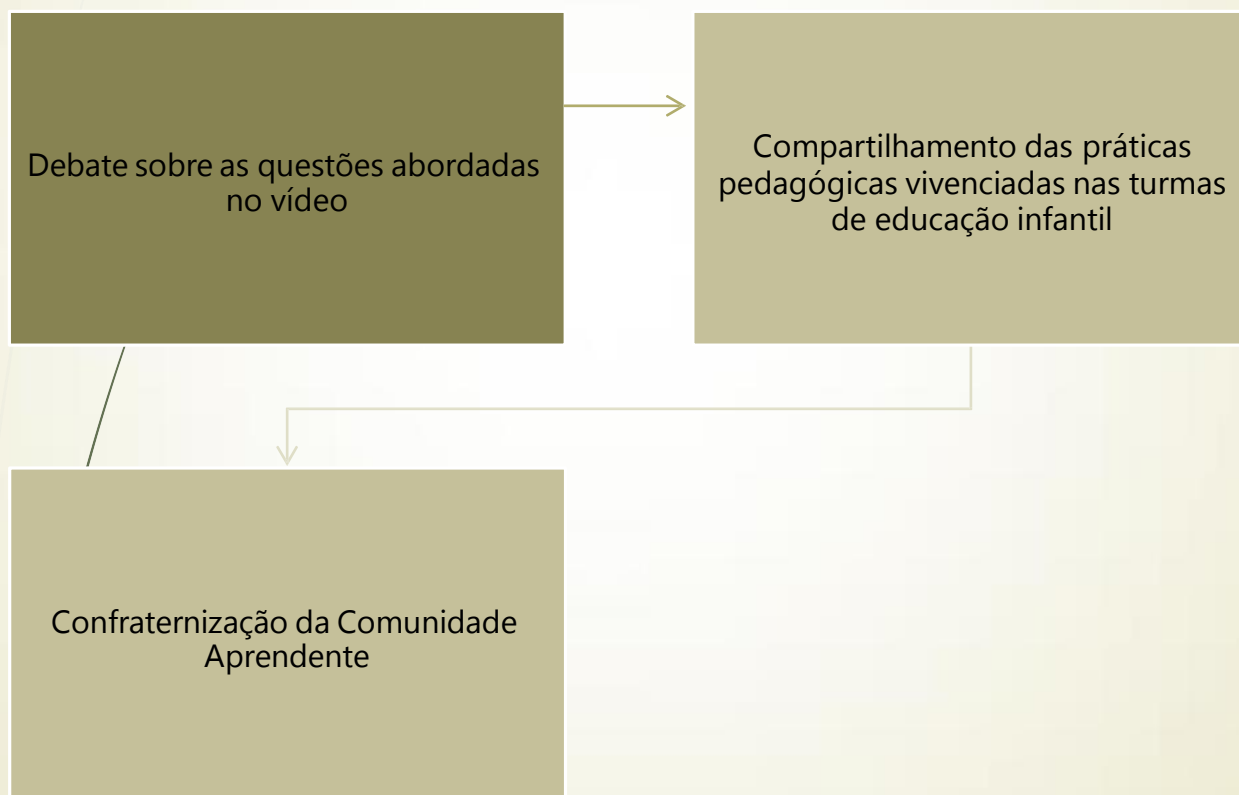 Debate sobre as questões abordadas
no vídeo
Compartilhamento das práticas
pedagógicas vivenciadas nas turmas
de educação infantil
Confraternização da Comunidade
Aprendente